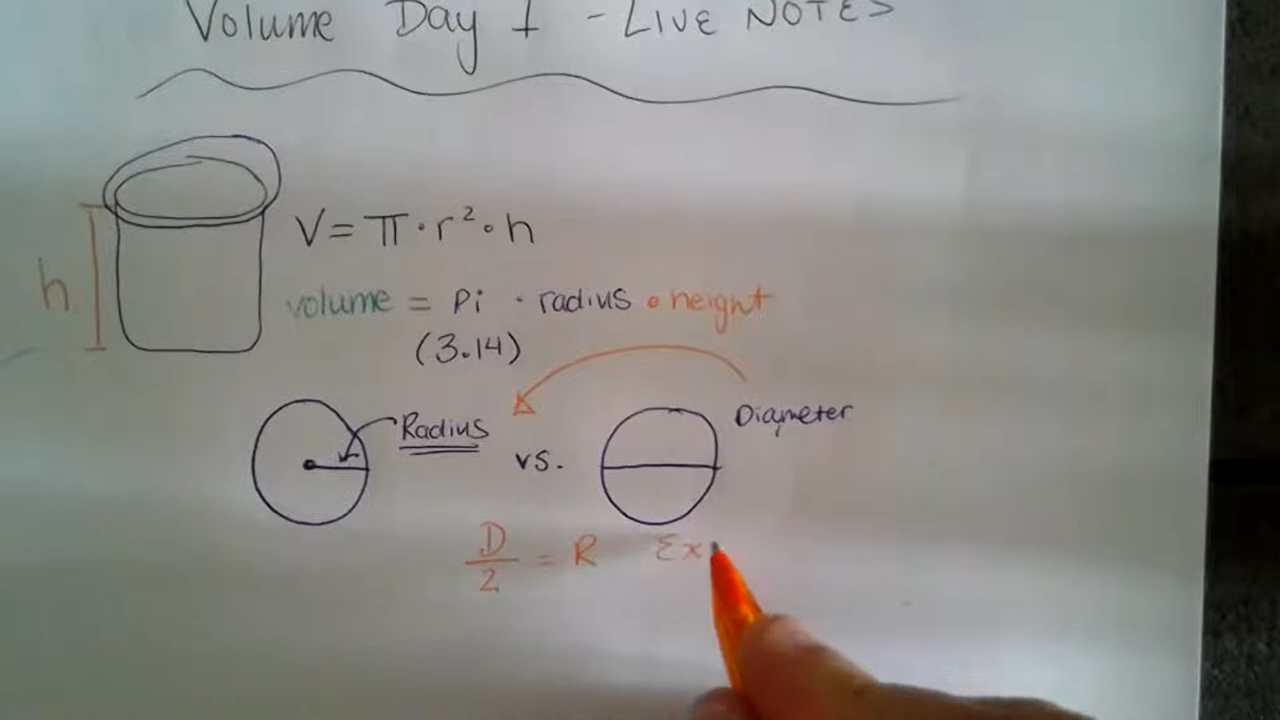 Volume Day 1 - LIVE NOTES
V = π · r² · h
h
volume = Pi · radius · height
(3.14)
Radius vs. Diameter
D/2 = R Ex